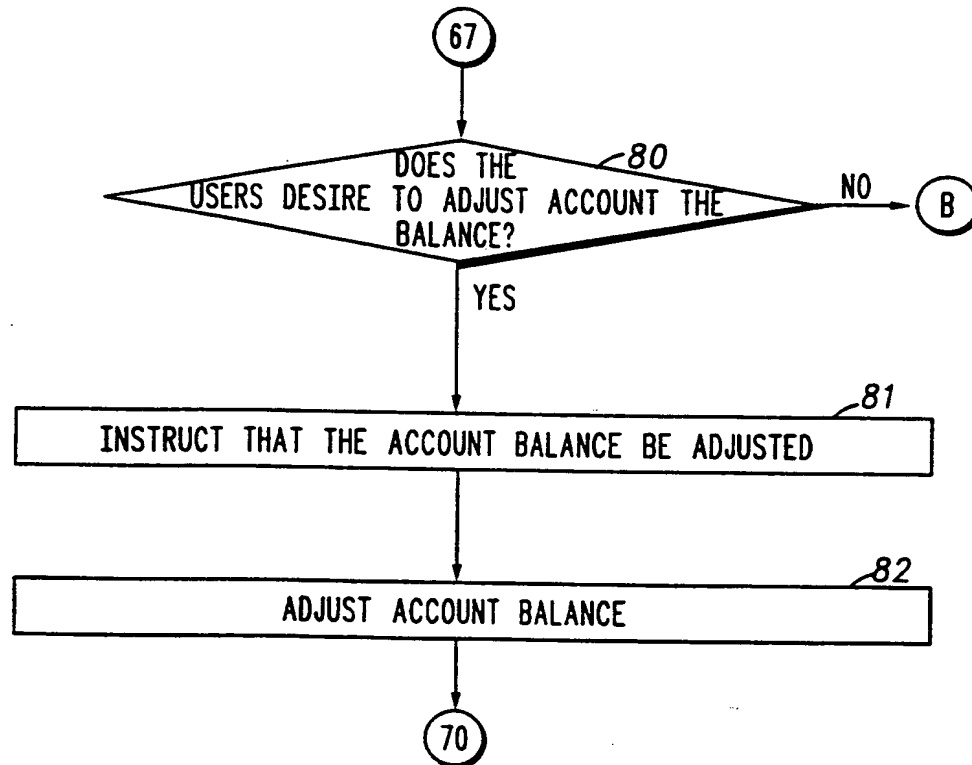 67
80
DOES THE
USERS DESIRE TO ADJUST ACCOUNT THE
BALANCE?
NO
B
YES
81
INSTRUCT THAT THE ACCOUNT BALANCE BE ADJUSTED
82
ADJUST ACCOUNT BALANCE
70